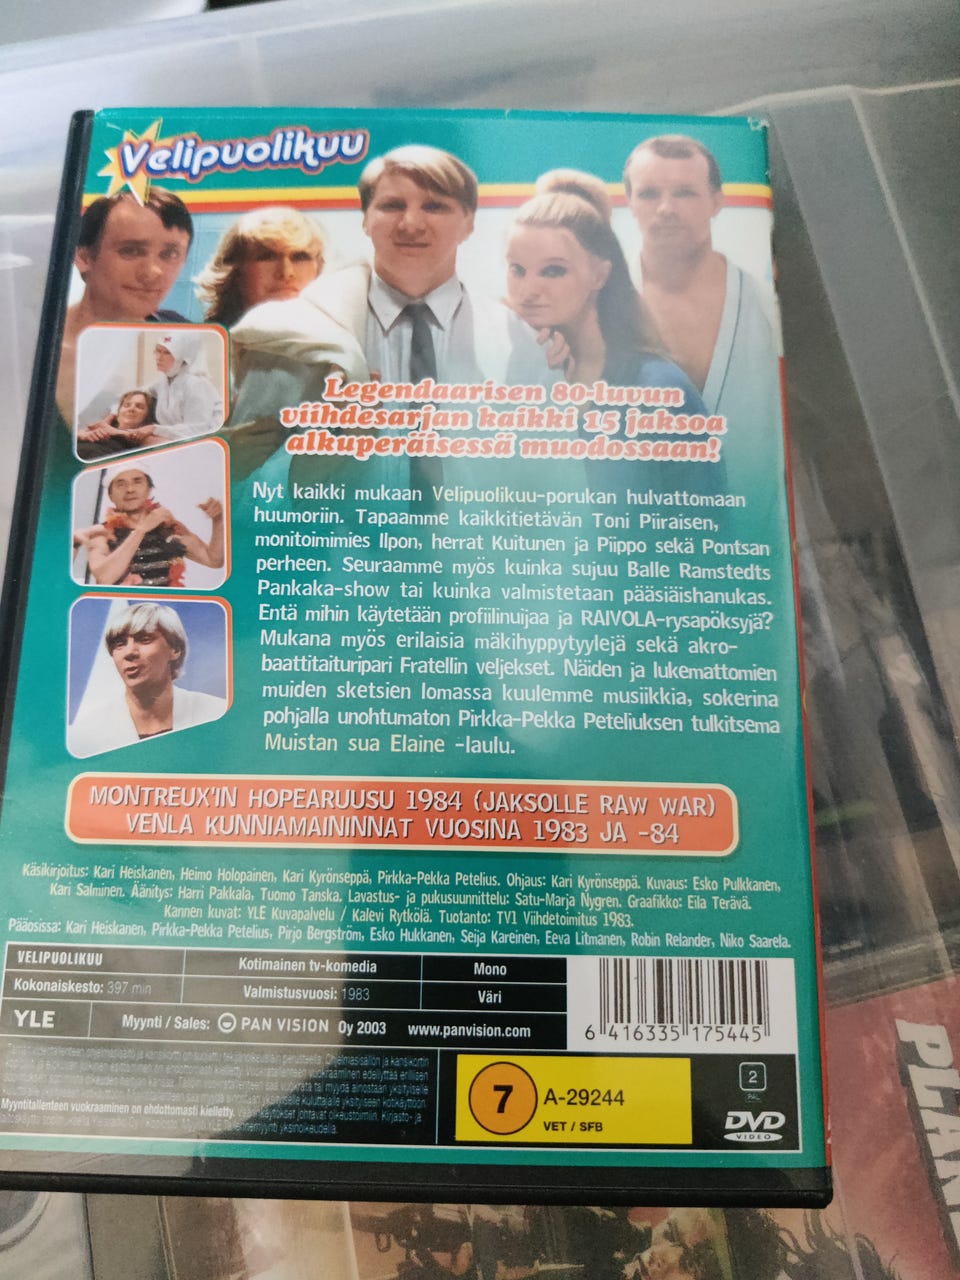 Velipuolikuu
Legendaarisen 80-luvun
viihdesarjan kaikki 15 jaksoa
alkuperäisessä muodossaan!
Nyt kaikki mukaan Velipuolikuu-porukan hulvattomaan
huumoriin. Tapaamme kaikkitietävän Toni Piiraisen,
monitoimimies Ilpon, herrat Kuitunen ja Piippo sekä Pontsan
perheen. Seuraamme myös kuinka sujuu Balle Ramstedts
Pankaka-show tai kuinka valmistetaan pääsiäishanukas.
Entä mihin käytetään profiilinuijaa ja RAIVOLA-rysapöksyjä?
Mukana myös erilaisia mäkihyppytyylejä sekä akro-
baattitaituripari Fratellin veljekset. Näiden ja lukemattomien
muiden sketsien lomassa kuulemme musiikkia, sokerina
pohjalla unohtumaton Pirkka-Pekka Peteliuksen tulkitsema
Muistan sua Elaine -laulu.
MONTREUX'IN HOPEARUUSU 1984 (JAKSOLLE RAW WAR)
VENLA KUNNIAMAININNAT VUOSINA 1983 JA -84
Käsikirjoitus: Kari Heiskanen, Heimo Holopainen, Kari Kyrönseppä, Pirkka-Pekka Petelius. Ohjaus: Kari Kyrönseppä. Kuvaus: Esko Pulkkanen,
Kari Salminen. Äänitys: Harri Pakkala, Tuomo Tanska. Lavastus- ja pukusuunnittelu: Satu-Marja Nygren. Graafikko: Eila Terävä.
Kannen kuvat: YLE Kuvapalvelu / Kalevi Rytkölä. Tuotanto: TV1 Viihdetoimitus 1983.
Pääosissa: Kari Heiskanen, Pirkka-Pekka Petelius, Pirjo Bergström, Esko Hukkanen, Seija Kareinen, Eeva Litmanen, Robin Relander, Niko Saarela.
VELIPUOLIKUU Kotimainen tv-komedia Mono
Kokonaiskesto: 397 min Valmistusvuosi: 1983 Väri
YLE Myynti / Sales: PAN VISION Oy 2003 www.panvision.com
6 416335 175445
Myyntitallenteen vuokraaminen on ehdottomasti kielletty.
7 A-29244
VET / SFB
2
PAL
DVD
VIDEO
PLAN